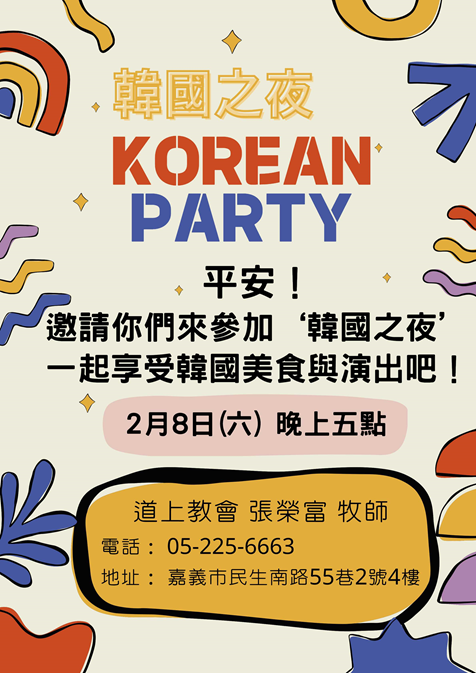 韓國之夜
KOREAN
PARTY
平安！
邀請你們來參加‘韓國之夜’
一起享受韓國美食與演出吧！
2月8日(六) 晚上五點
道上教會 張榮富 牧師
電話： 05-225-6663
地址： 嘉義市民生南路55巷2號4樓